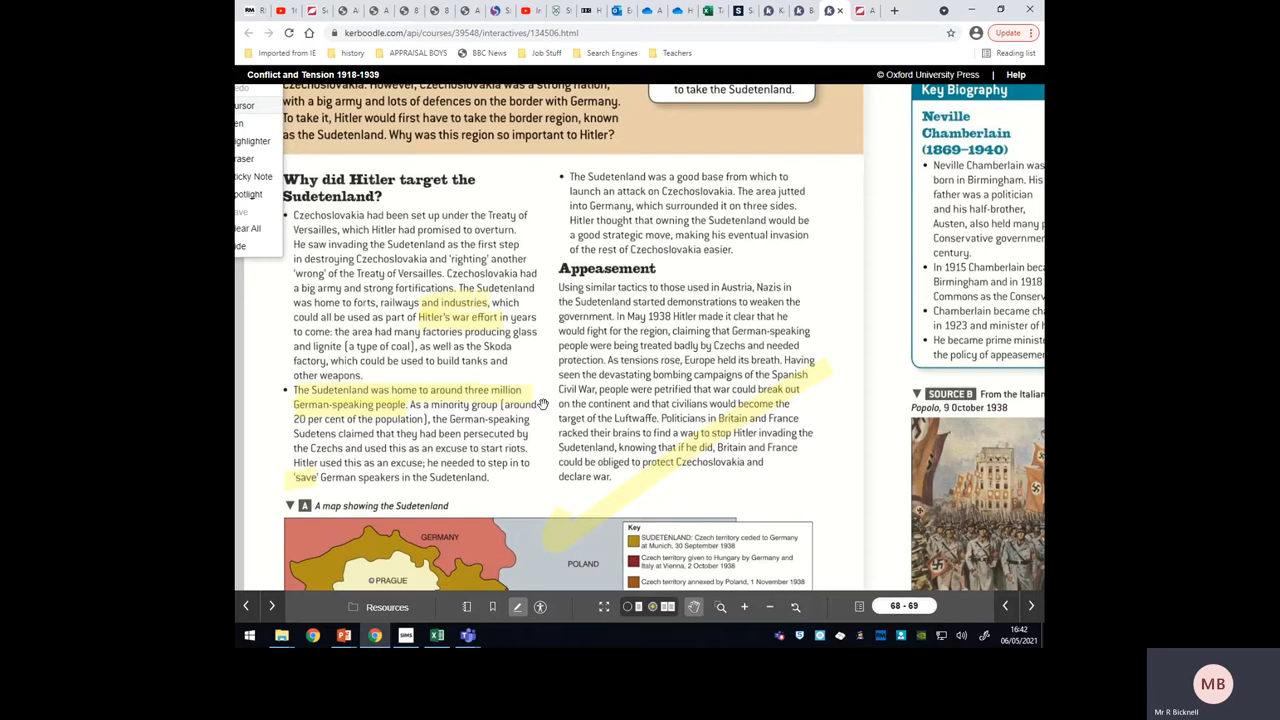 kerboodle.com/api/courses/39548/interactives/134506.html
Update
Imported from IE
history
APPRAISAL BOYS
BBC News
Job Stuff
Search Engines
Teachers
Reading list
Conflict and Tension 1918-1939
© Oxford University Press | Help
edo
ursor
en
ighlighter
raser
ticky Note
potlight
ave
lear All
ide
Czechoslovakia. However, Czechoslovakia was a strong nation,
with a big army and lots of defences on the border with Germany.
To take it, Hitler would first have to take the border region, known
as the Sudetenland. Why was this region so important to Hitler?
to take the Sudetenland.
Why did Hitler target the
Sudetenland?
• Czechoslovakia had been set up under the Treaty of
Versailles, which Hitler had promised to overturn.
He saw invading the Sudetenland as the first step
in destroying Czechoslovakia and 'righting' another
'wrong' of the Treaty of Versailles. Czechoslovakia had
a big army and strong fortifications. The Sudetenland
was home to forts, railways and industries, which
could all be used as part of Hitler's war effort in years
to come: the area had many factories producing glass
and lignite (a type of coal), as well as the Skoda
factory, which could be used to build tanks and
other weapons.
• The Sudetenland was home to around three million
German-speaking people. As a minority group (around
20 per cent of the population), the German-speaking
Sudetens claimed that they had been persecuted by
the Czechs and used this as an excuse to start riots.
Hitler used this as an excuse; he needed to step in to
'save' German speakers in the Sudetenland.
• The Sudetenland was a good base from which to
launch an attack on Czechoslovakia. The area jutted
into Germany, which surrounded it on three sides.
Hitler thought that owning the Sudetenland would be
a good strategic move, making his eventual invasion
of the rest of Czechoslovakia easier.
Appeasement
Using similar tactics to those used in Austria, Nazis in
the Sudetenland started demonstrations to weaken the
government. In May 1938 Hitler made it clear that he
would fight for the region, claiming that German-speaking
people were being treated badly by Czechs and needed
protection. As tensions rose, Europe held its breath. Having
seen the devastating bombing campaigns of the Spanish
Civil War, people were petrified that war could break out
on the continent and that civilians would become the
target of the Luftwaffe. Politicians in Britain and France
racked their brains to find a way to stop Hitler invading the
Sudetenland, knowing that if he did, Britain and France
could be obliged to protect Czechoslovakia and
declare war.
A A map showing the Sudetenland
GERMANY
POLAND
PRAGUE
Key
SUDETENLAND: Czech territory ceded to Germany
at Munich, 30 September 1938
Czech territory given to Hungary by Germany and
Italy at Vienna, 2 October 1938
Czech territory annexed by Poland, 1 November 1938
Key Biography
Neville
Chamberlain
(1869–1940)
• Neville Chamberlain was
born in Birmingham. His
father was a politician
and his half-brother,
Austen, also held many
Conservative governmen
century.
• In 1915 Chamberlain beca
Birmingham and in 1918
Commons as the Conserv
• Chamberlain became cha
in 1923 and minister of h
• He became prime ministe
the policy of appeasemen
SOURCE B From the Italian
Popolo, 9 October 1938
Resources
68 - 69
16:42
06/05/2021
MB
Mr R Bicknell